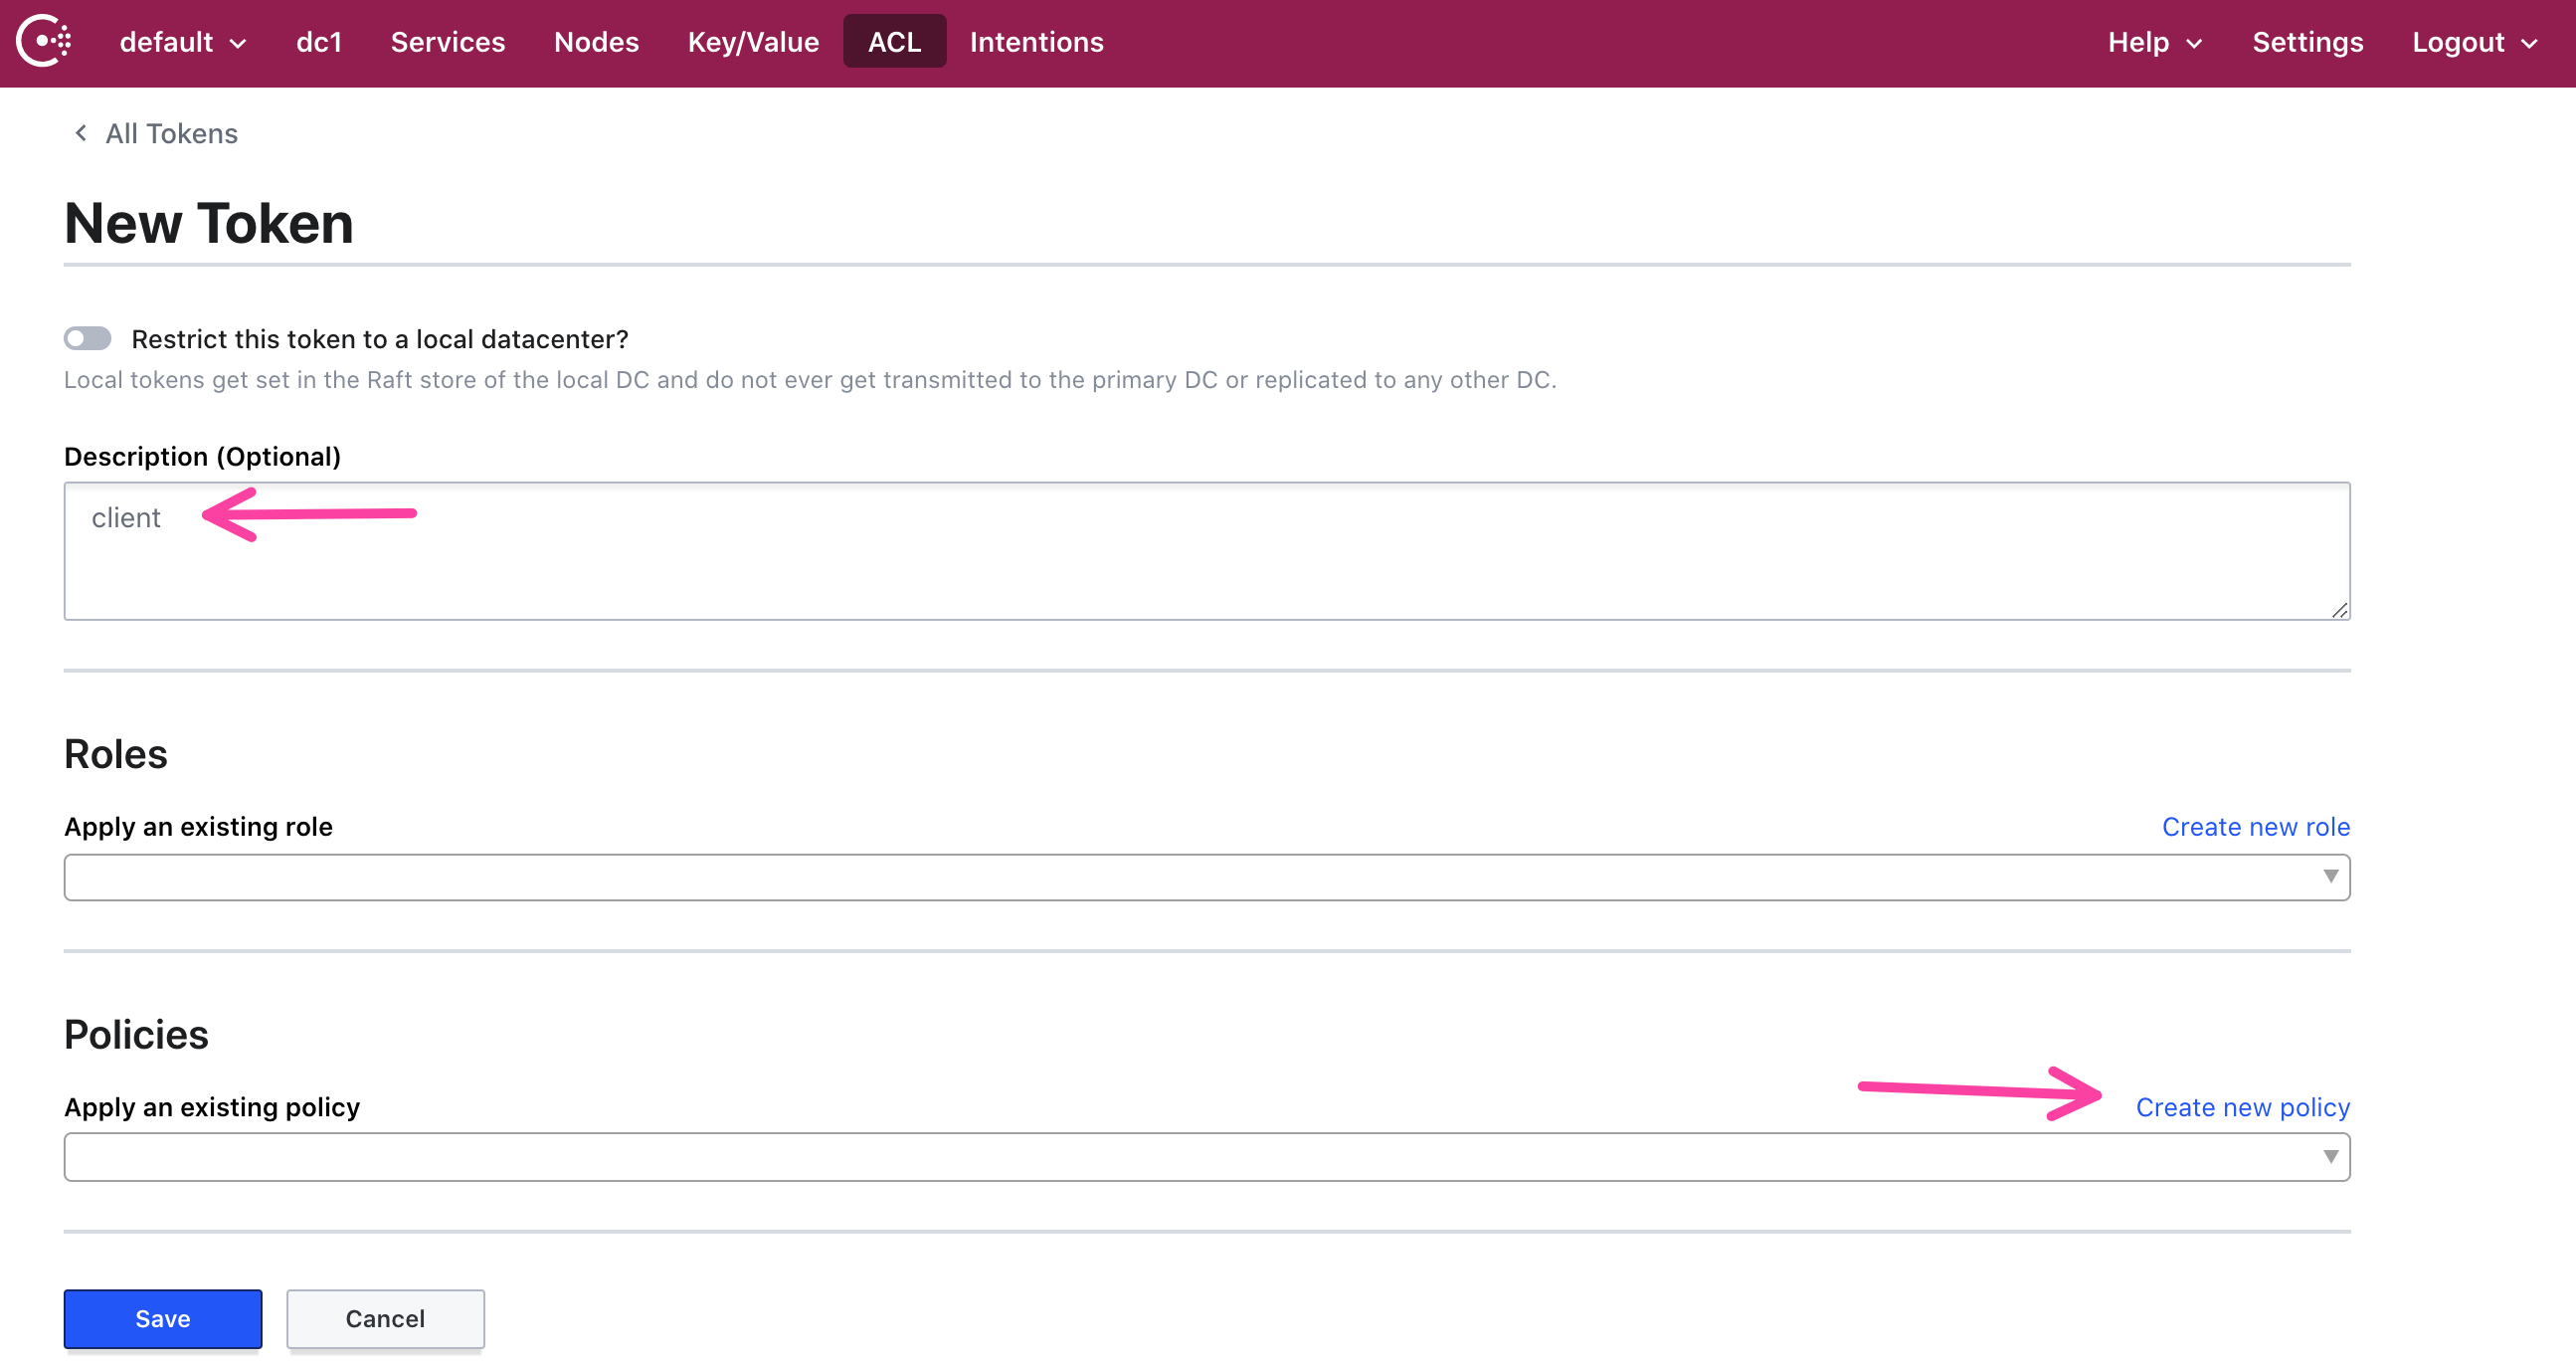 default dc1 Services Nodes Key/Value ACL Intentions Help Settings Logout
All Tokens
New Token
Restrict this token to a local datacenter?
Local tokens get set in the Raft store of the local DC and do not ever get transmitted to the primary DC or replicated to any other DC.
Description (Optional)
client
Roles
Apply an existing role Create new role
Policies
Apply an existing policy Create new policy
Save Cancel